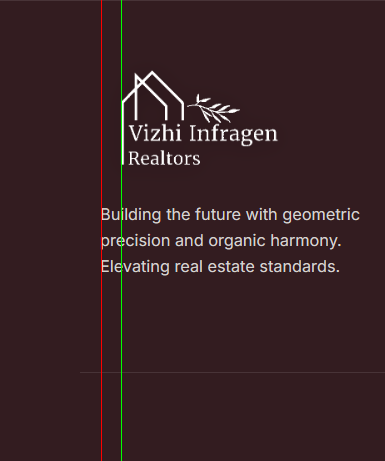 Vizhi Infragen
Realtors
Building the future with geometric
precision and organic harmony.
Elevating real estate standards.